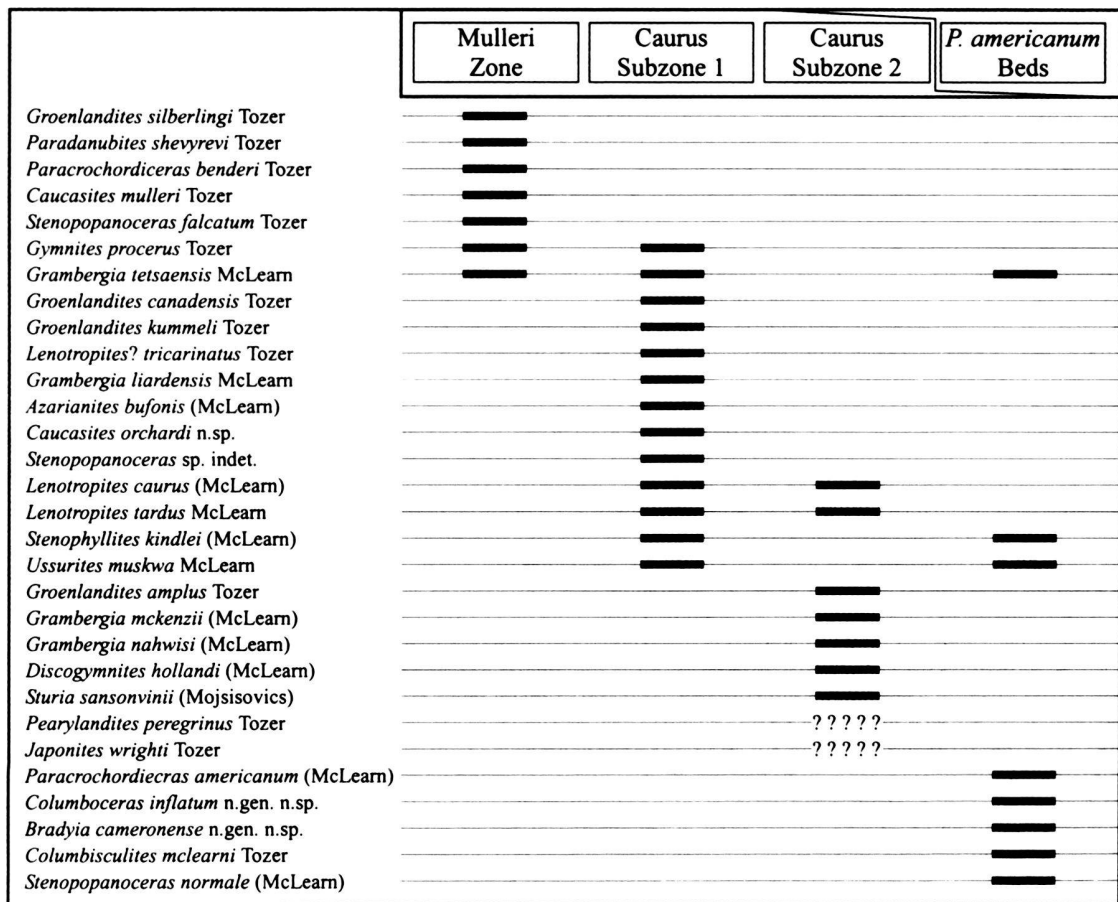 Mulleri
Zone
Caurus
Subzone 1
Caurus
Subzone 2
P. americanum
Beds
Groenlandites silberlingi Tozer
Paradanubites shevyrevi Tozer
Paracrochordiceras benderi Tozer
Caucasites mulleri Tozer
Stenopopanoceras falcatum Tozer
Gymnites procerus Tozer
Grambergia tetsaensis McLearn
Groenlandites canadensis Tozer
Groenlandites kummeli Tozer
Lenotropites? tricarinatus Tozer
Grambergia liardensis McLearn
Azarianites bufonis (McLearn)
Caucasites orchardi n.sp.
Stenopopanoceras sp. indet.
Lenotropites caurus (McLearn)
Lenotropites tardus McLearn
Stenophyllites kindlei (McLearn)
Ussurites muskwa McLearn
Groenlandites amplus Tozer
Grambergia mckenzii (McLearn)
Grambergia nahwisi (McLearn)
Discogymnites hollandi (McLearn)
Sturia sansonvinii (Mojsisovics)
Pearylandites peregrinus Tozer ? ? ? ? ?
Japonites wrighti Tozer ? ? ? ? ?
Paracrochordiecras americanum (McLearn)
Columboceras inflatum n.gen. n.sp.
Bradyia cameronense n.gen. n.sp.
Columbisculites mclearni Tozer
Stenopopanoceras normale (McLearn)